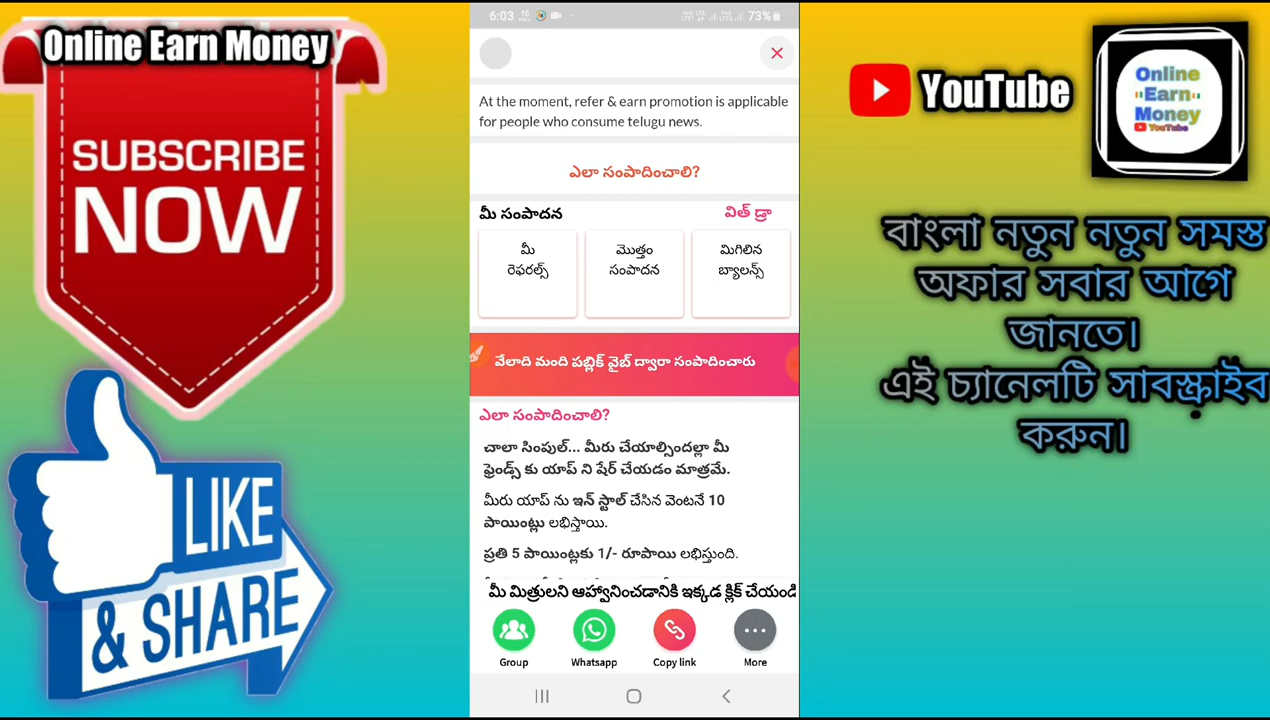 Online Earn Money
SUBSCRIBE
NOW
LIKE
& SHARE
6:03
73%
At the moment, refer & earn promotion is applicable
for people who consume telugu news.
ఎలా సంపాదించాలి?
మీ సంపాదన
విత్ డ్రా
మీ
రెఫరల్స్
మొత్తం
సంపాదన
మిగిలిన
బ్యాలన్స్
వేలాది మంది పబ్లిక్ వైబ్ ద్వారా సంపాదించారు
ఎలా సంపాదించాలి?
చాలా సింపుల్... మీరు చేయాల్సిందల్లా మీ
ఫ్రెండ్స్ కు యాప్ ని షేర్ చేయడం మాత్రమే.
మీరు యాప్ ను ఇన్ స్టాల్ చేసిన వెంటనే 10
పాయింట్లు లభిస్తాయి.
ప్రతి 5 పాయింట్లకు 1/- రూపాయి లభిస్తుంది.
మీ మిత్రులని ఆహ్వానించడానికి ఇక్కడ క్లిక్ చేయండి
Group
Whatsapp
Copy link
More
YouTube
Online
Earn
Money
YouTube
বাংলা নতুন নতুন সমস্ত
অফার সবার আগে
জানতে।
এই চ্যানেলটি সাবস্ক্রাইব
করুন।